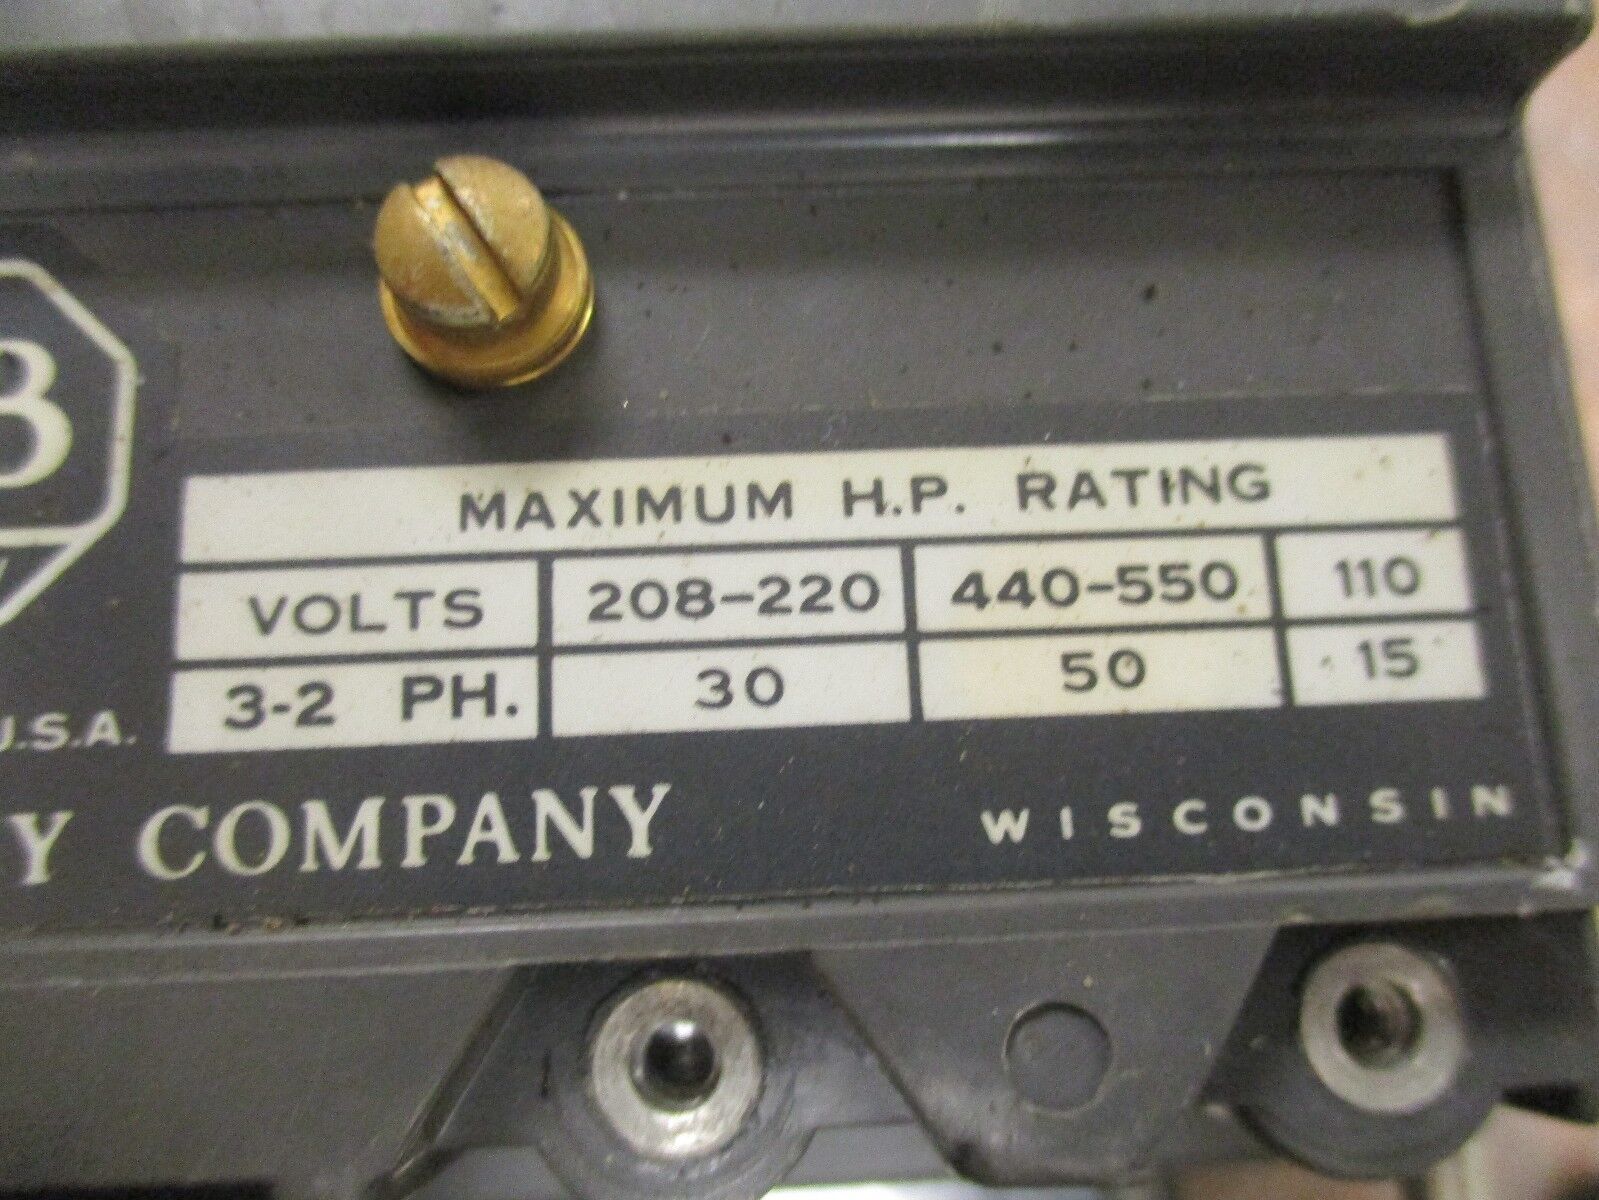 B
MAXIMUM H.P. RATING
VOLTS 208-220 440-550 110
3-2 PH. 30 50 15
U.S.A.
Y COMPANY WISCONSIN